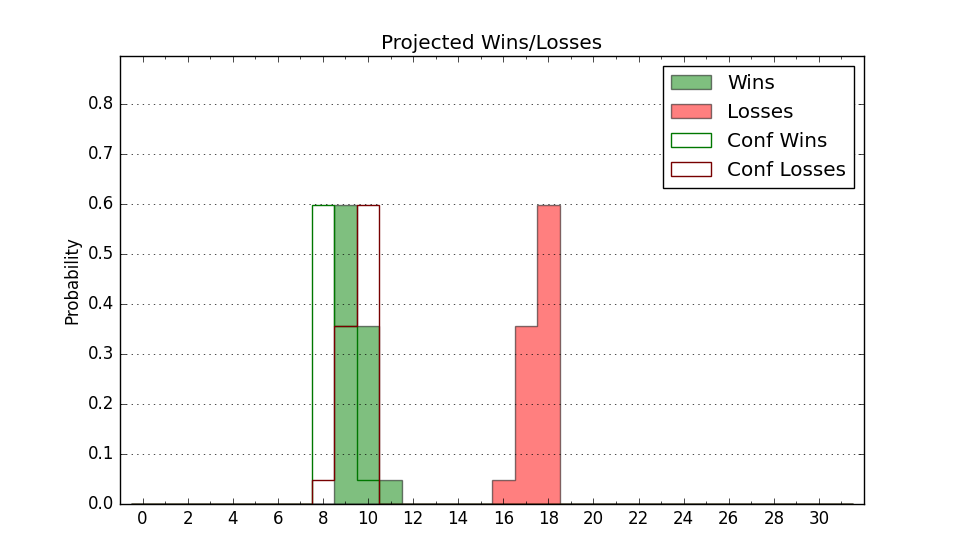 Projected Wins/Losses
Wins
Losses
Conf Wins
Conf Losses
Probability
0.8
0.7
0.6
0.5
0.4
0.3
0.2
0.1
0.0
0 2 4 6 8 10 12 14 16 18 20 22 24 26 28 30